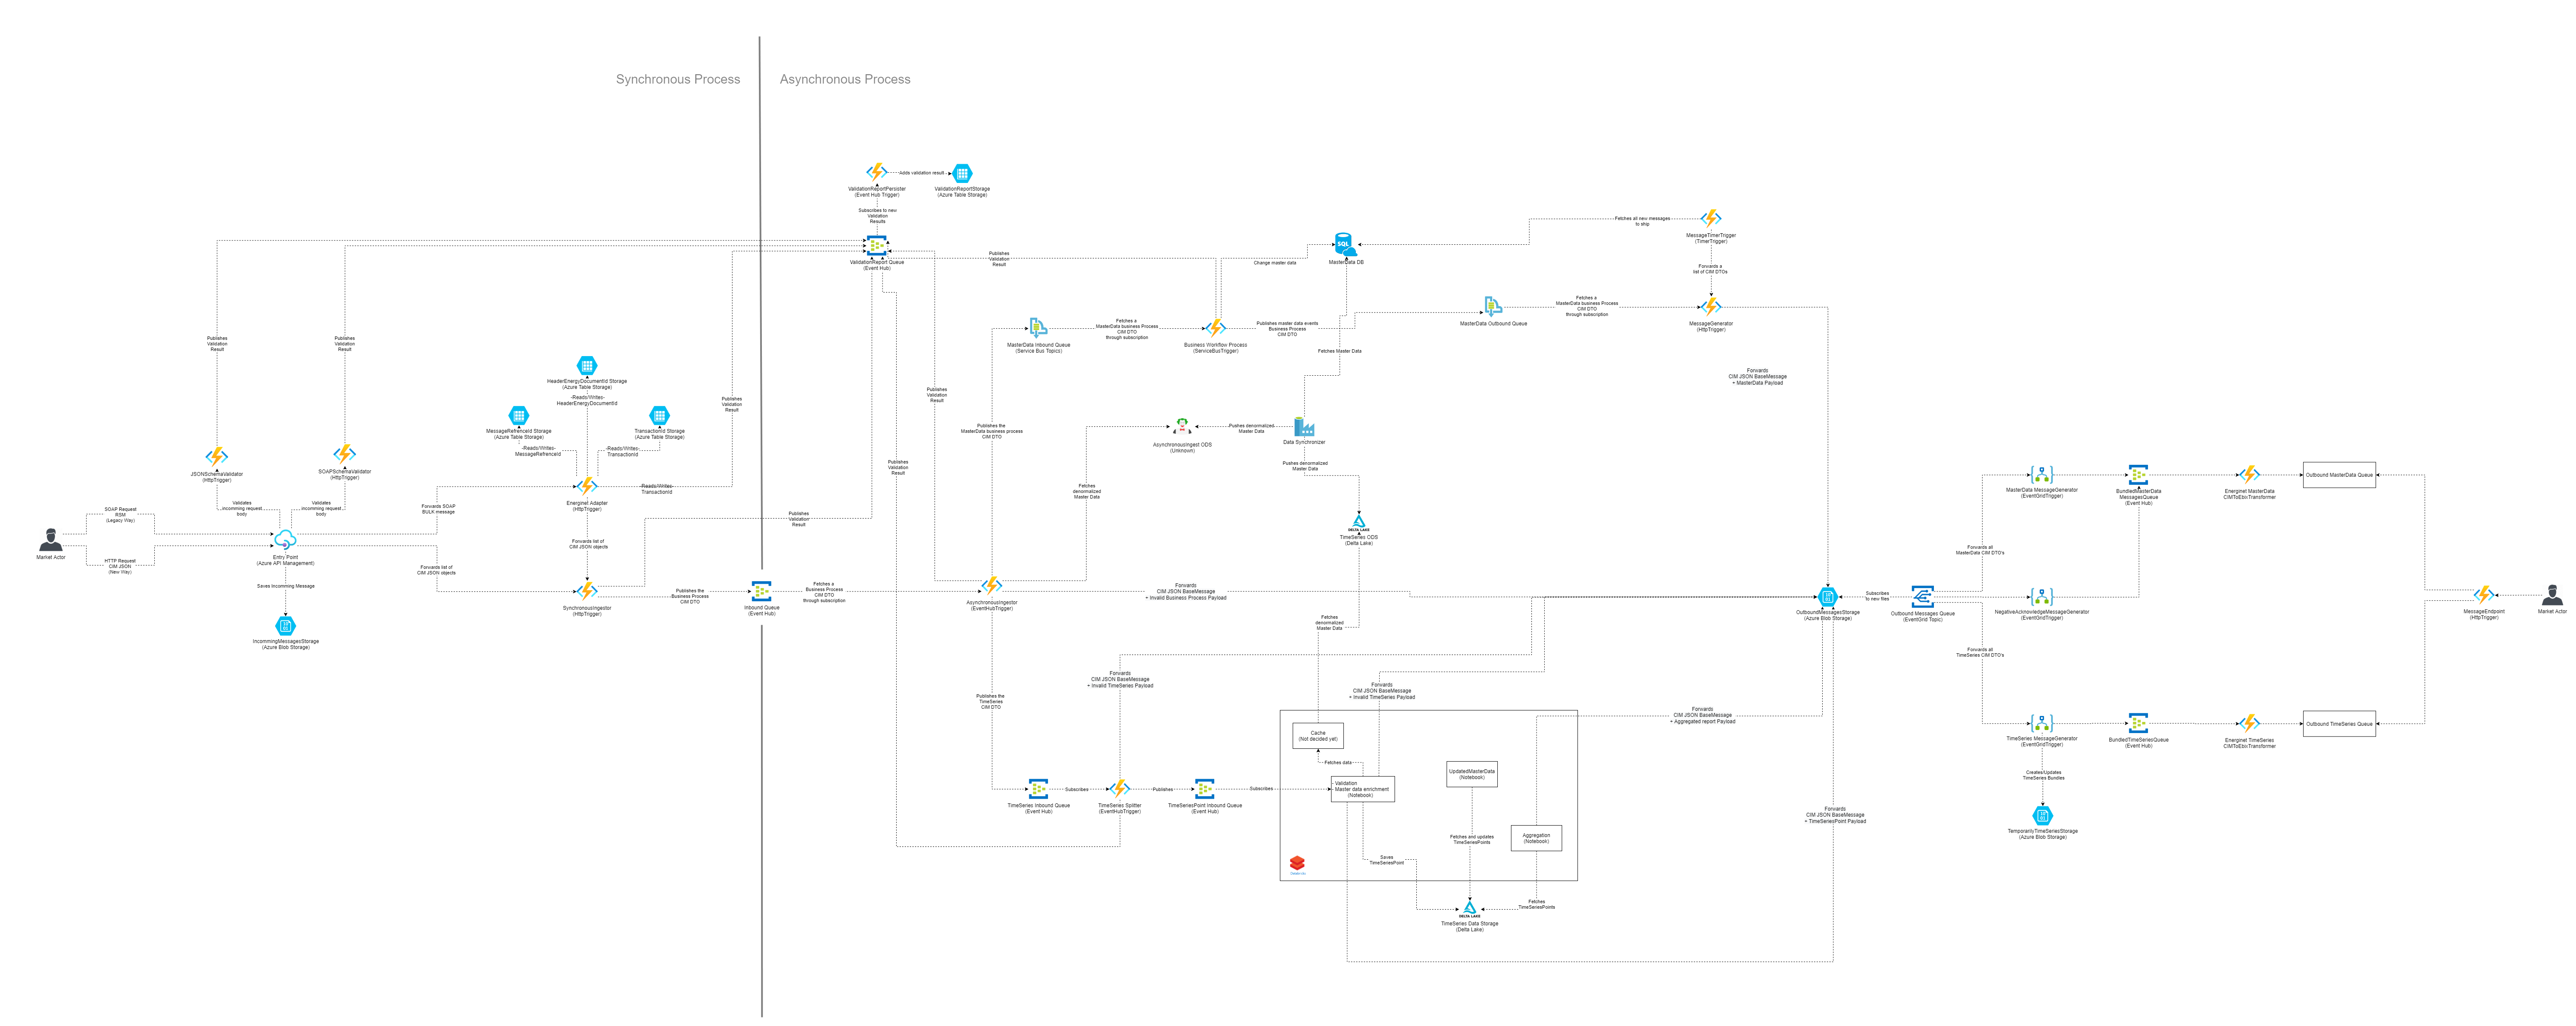 Synchronous Process
Asynchronous Process
ValidationReportPersister
(Event Hub Trigger)
Adds validation result
ValidationReportStorage
(Azure Table Storage)
Subscribes to new
Validation
Results
ValidationReport Queue
(Event Hub)
Publishes
Validation
Result
Change master data
MasterData DB
Fetches all new messages
to ship
MessageTimerTrigger
(TimerTrigger)
Forwards a
list of CIM DTOs
MasterData Inbound Queue
(Service Bus Topics)
Fetches a
MasterData business Process
CIM DTO
through subscription
Business Workflow Process
(ServiceBusTrigger)
Publishes master data events
Business Process
CIM DTO
MasterData Outbound Queue
Fetches a
MasterData business Process
CIM DTO
through subscription
MessageGenerator
(HttpTrigger)
Publishes
Validation
Result
Publishes
Validation
Result
Fetches Master Data
Forwards
CIM JSON BaseMessage
+ MasterData Payload
HeaderEnergyDocumentId Storage
(Azure Table Storage)
-Reads/Writes-
HeaderEnergyDocumentId
MessageRefrenceId Storage
(Azure Table Storage)
-Reads/Writes-
MessageRefrenceId
TransactionId Storage
(Azure Table Storage)
-Reads/Writes-
TransactionId
Publishes
Validation
Result
Publishes
Validation
Result
Publishes the
MasterData business process
CIM DTO
AsynchronousIngest ODS
(Unknown)
Pushes denormalized
Master Data
Data Synchronizer
Pushes denormalized
Master Data
JSONSchemaValidator
(HttpTrigger)
SOAPSchemaValidator
(HttpTrigger)
Validates
incomming request
body
Validates
incomming request
body
Forwards SOAP
BULK message
Energinet Adapter
(HttpTrigger)
-Reads/Writes-
TransactionId
Publishes
Validation
Result
Publishes
Validation
Result
Fetches
denormalized
Master Data
DELTA LAKE
TimeSeries ODS
(Delta Lake)
Market Actor
SOAP Request
RSM
(Legacy Way)
HTTP Request
CIM JSON
(New Way)
Entry Point
(Azure API Management)
Saves Incomming Message
IncommingMessagesStorage
(Azure Blob Storage)
Forwards list of
CIM JSON objects
Forwards list of
CIM JSON objects
SynchronousIngestor
(HttpTrigger)
Publishes the
Business Process
CIM DTO
Inbound Queue
(Event Hub)
Fetches a
Business Process
CIM DTO
through subscription
AsynchronousIngestor
(EventHubTrigger)
Forwards
CIM JSON BaseMessage
+ Invalid Business Process Payload
Fetches
denormalized
Master Data
OutboundMessagesStorage
(Azure Blob Storage)
Subscribes
to new files
Outbound Messages Queue
(EventGrid Topic)
Forwards all
MasterData CIM DTO's
MasterData MessageGenerator
(EventGridTrigger)
BundledMasterData
MessagesQueue
(Event Hub)
Energinet MasterData
CIMToEbixTransformer
Outbound MasterData Queue
NegativeAcknowledgeMessageGenerator
(EventGridTrigger)
MessageEndpoint
(HttpTrigger)
Market Actor
Forwards all
TimeSeries CIM DTO's
TimeSeries MessageGenerator
(EventGridTrigger)
BundledTimeSeriesQueue
(Event Hub)
Energinet TimeSeries
CIMToEbixTransformer
Outbound TimeSeries Queue
Creates/Updates
TimeSeries Bundles
TemporarilyTimeSeriesStorage
(Azure Blob Storage)
Publishes the
TimeSeries
CIM DTO
Forwards
CIM JSON BaseMessage
+ Invalid TimeSeries Payload
Forwards
CIM JSON BaseMessage
+ Invalid TimeSeries Payload
Forwards
CIM JSON BaseMessage
+ Aggregated report Payload
Cache
(Not decided yet)
Fetches data
TimeSeries Inbound Queue
(Event Hub)
Subscribes
TimeSeries Splitter
(EventHubTrigger)
Publishes
TimeSeriesPoint Inbound Queue
(Event Hub)
Subscribes
- Validation
- Master data enrichment
(Notebook)
UpdatedMasterData
(Notebook)
Fetches and updates
TimeSeriesPoints
Aggregation
(Notebook)
Saves
TimeSeriesPoint
Fetches
TimeSeriesPoints
DELTA LAKE
TimeSeries Data Storage
(Delta Lake)
Forwards
CIM JSON BaseMessage
+ TimeSeriesPoint Payload